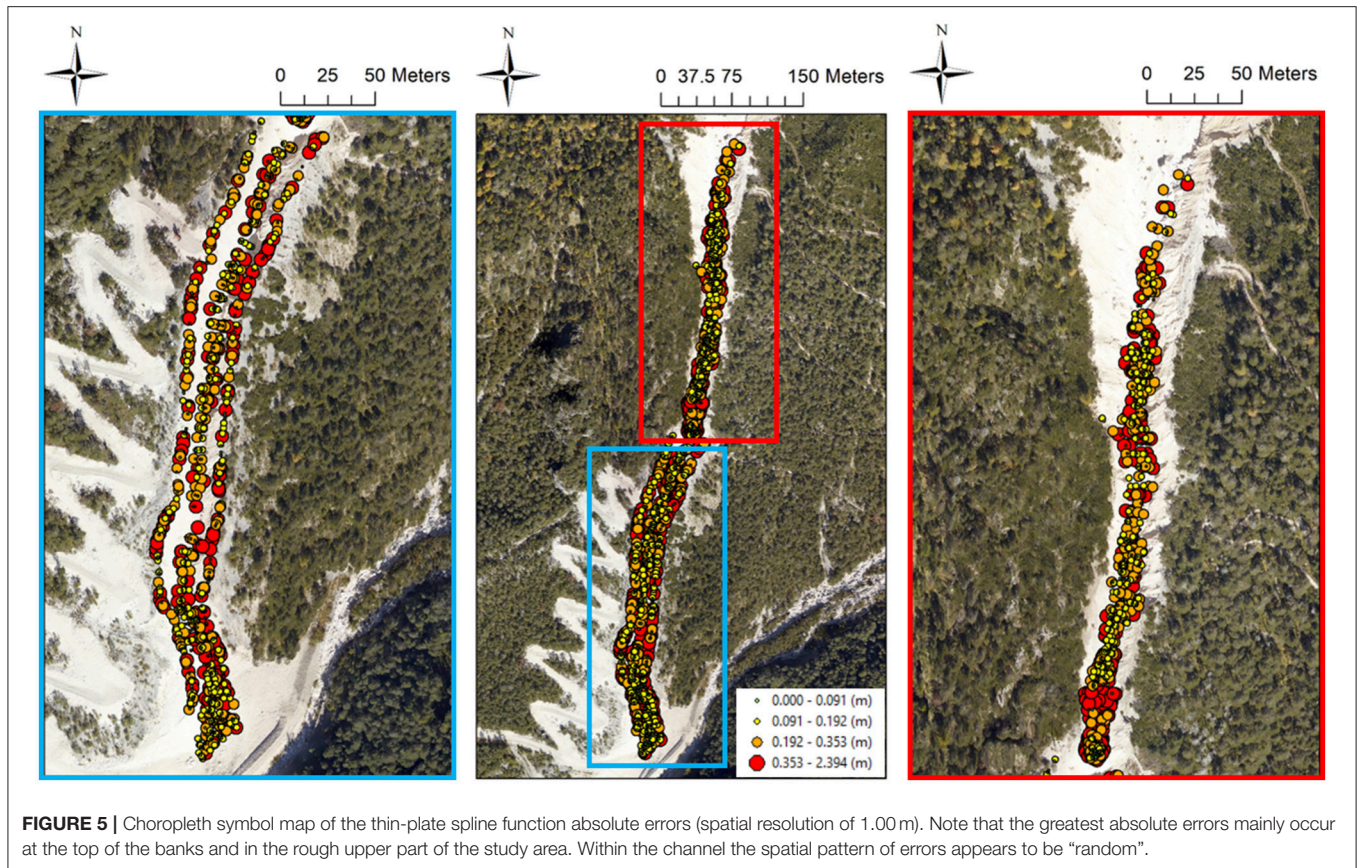 N
0 25 50 Meters
N
0 37.5 75 150 Meters
N
0 25 50 Meters
0.000 - 0.091 (m)
0.091 - 0.192 (m)
0.192 - 0.353 (m)
0.353 - 2.394 (m)
FIGURE 5 | Choropleth symbol map of the thin-plate spline function absolute errors (spatial resolution of 1.00 m). Note that the greatest absolute errors mainly occur
at the top of the banks and in the rough upper part of the study area. Within the channel the spatial pattern of errors appears to be “random”.